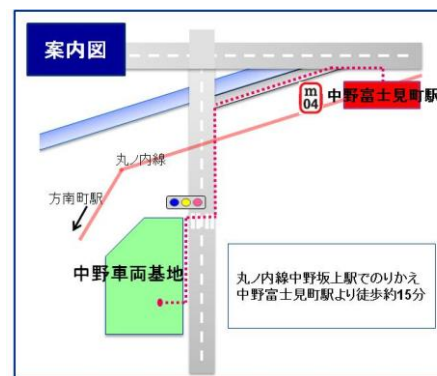 案内図
m
04
中野富士見町駅
丸ノ内線
方南町駅
中野車両基地
丸ノ内線中野坂上駅でのりかえ
中野富士見町駅より徒歩約15分